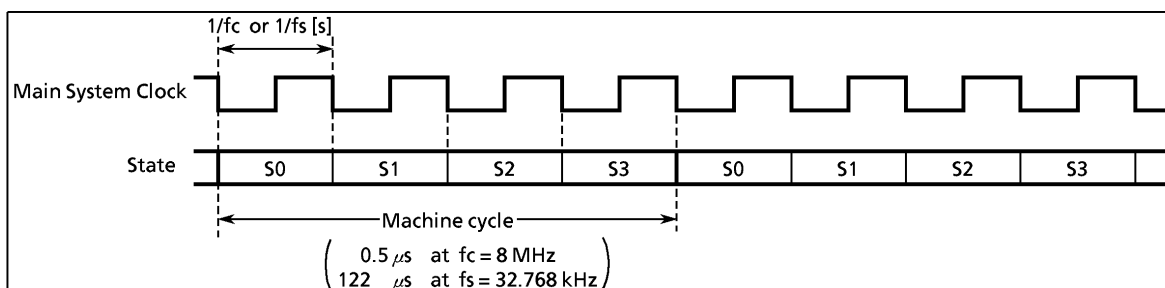 1/fc or 1/fs [s]
Main System Clock
State S0 S1 S2 S3 S0 S1 S2 S3
Machine cycle
0.5 μs at fc = 8 MHz
122 μs at fs = 32.768 kHz